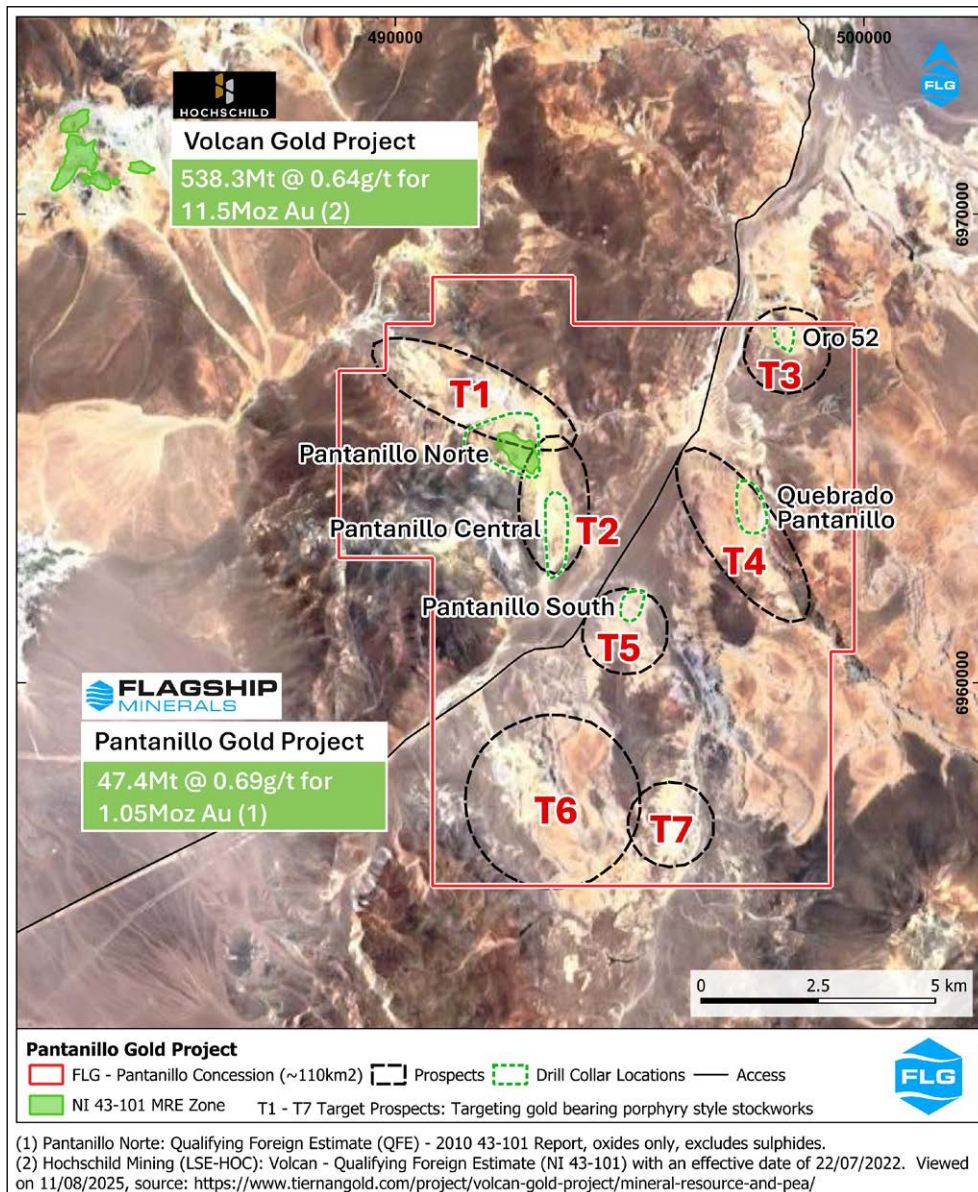 490000
500000
FLG
HOCHSCHILD
Volcan Gold Project
538.3Mt @ 0.64g/t for
11.5Moz Au (2)
6970000
Oro 52
T3
T1
Pantanillo Norte
Quebrado
Pantanillo
Pantanillo Central
T2
T4
Pantanillo South
T5
6960000
FLAGSHIP
MINERALS
Pantanillo Gold Project
47.4Mt @ 0.69g/t for
1.05Moz Au (1)
T6
T7
0 2.5 5 km
Pantanillo Gold Project
FLG - Pantanillo Concession (~110km2) Prospects Drill Collar Locations Access
NI 43-101 MRE Zone T1 - T7 Target Prospects: Targeting gold bearing porphyry style stockworks
FLG
(1) Pantanillo Norte: Qualifying Foreign Estimate (QFE) - 2010 43-101 Report, oxides only, excludes sulphides.
(2) Hochschild Mining (LSE-HOC): Volcan - Qualifying Foreign Estimate (NI 43-101) with an effective date of 22/07/2022. Viewed
on 11/08/2025, source: https://www.tiernangold.com/project/volcan-gold-project/mineral-resource-and-pea/